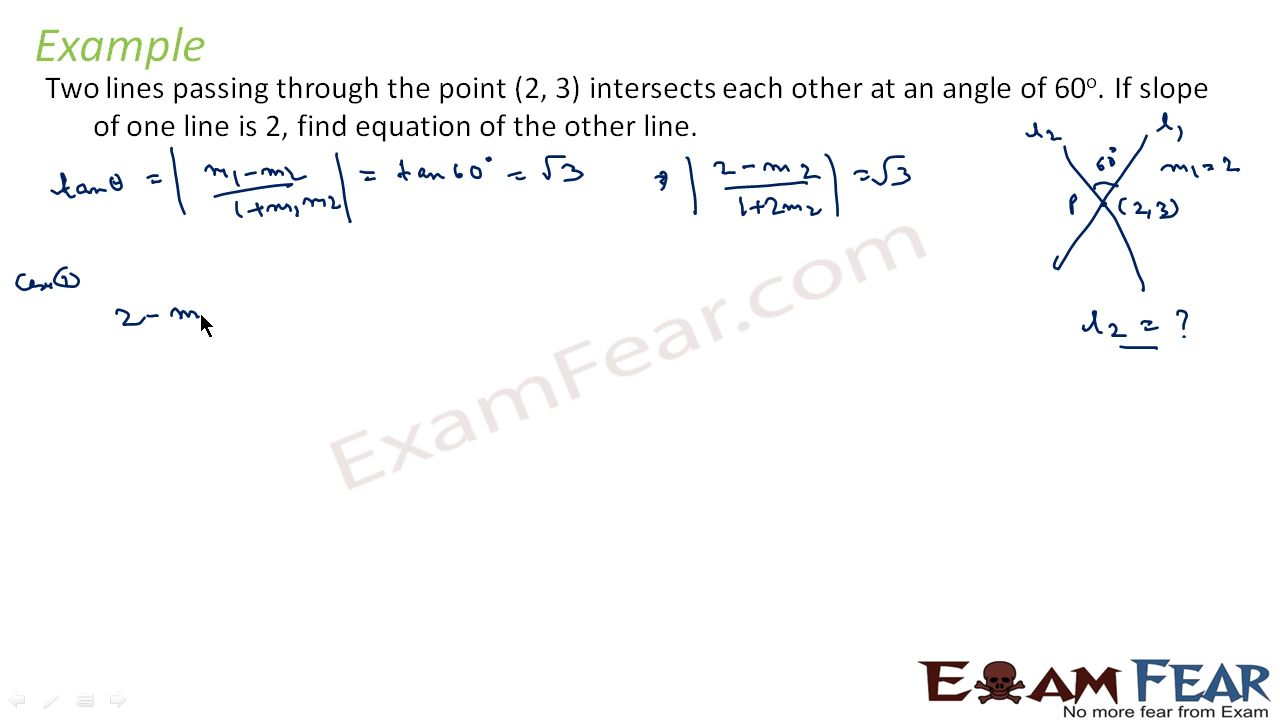 Example
Two lines passing through the point (2, 3) intersects each other at an angle of 60°. If slope
of one line is 2, find equation of the other line.
tanθ = | m₁-m₂ / 1+m₁m₂ | = tan60° = √3
| 2-m₂ / 1+2m₂ | = √3
l₂ l₁
60°
m₁=2
P (2,3)
l₂ = ?
Case ①
2-m
ExamFear.com
EXAM FEAR
No more fear from Exam